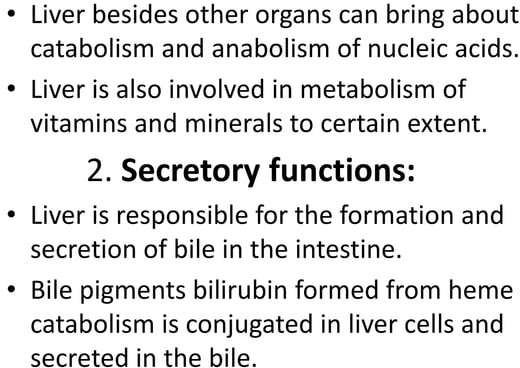 • Liver besides other organs can bring about
catabolism and anabolism of nucleic acids.
• Liver is also involved in metabolism of
vitamins and minerals to certain extent.
2. Secretory functions:
• Liver is responsible for the formation and
secretion of bile in the intestine.
• Bile pigments bilirubin formed from heme
catabolism is conjugated in liver cells and
secreted in the bile.